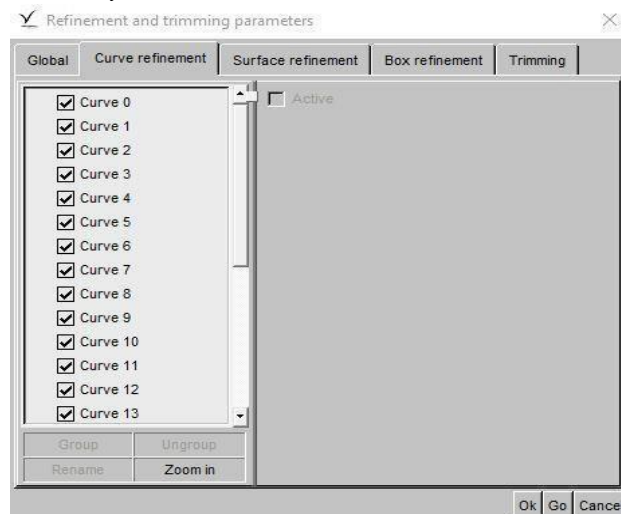 Refinement and trimming parameters
Global Curve refinement Surface refinement Box refinement Trimming
Curve 0
Curve 1
Curve 2
Curve 3
Curve 4
Curve 5
Curve 6
Curve 7
Curve 8
Curve 9
Curve 10
Curve 11
Curve 12
Curve 13
Active
Group Ungroup
Rename Zoom in
Ok Go Cance